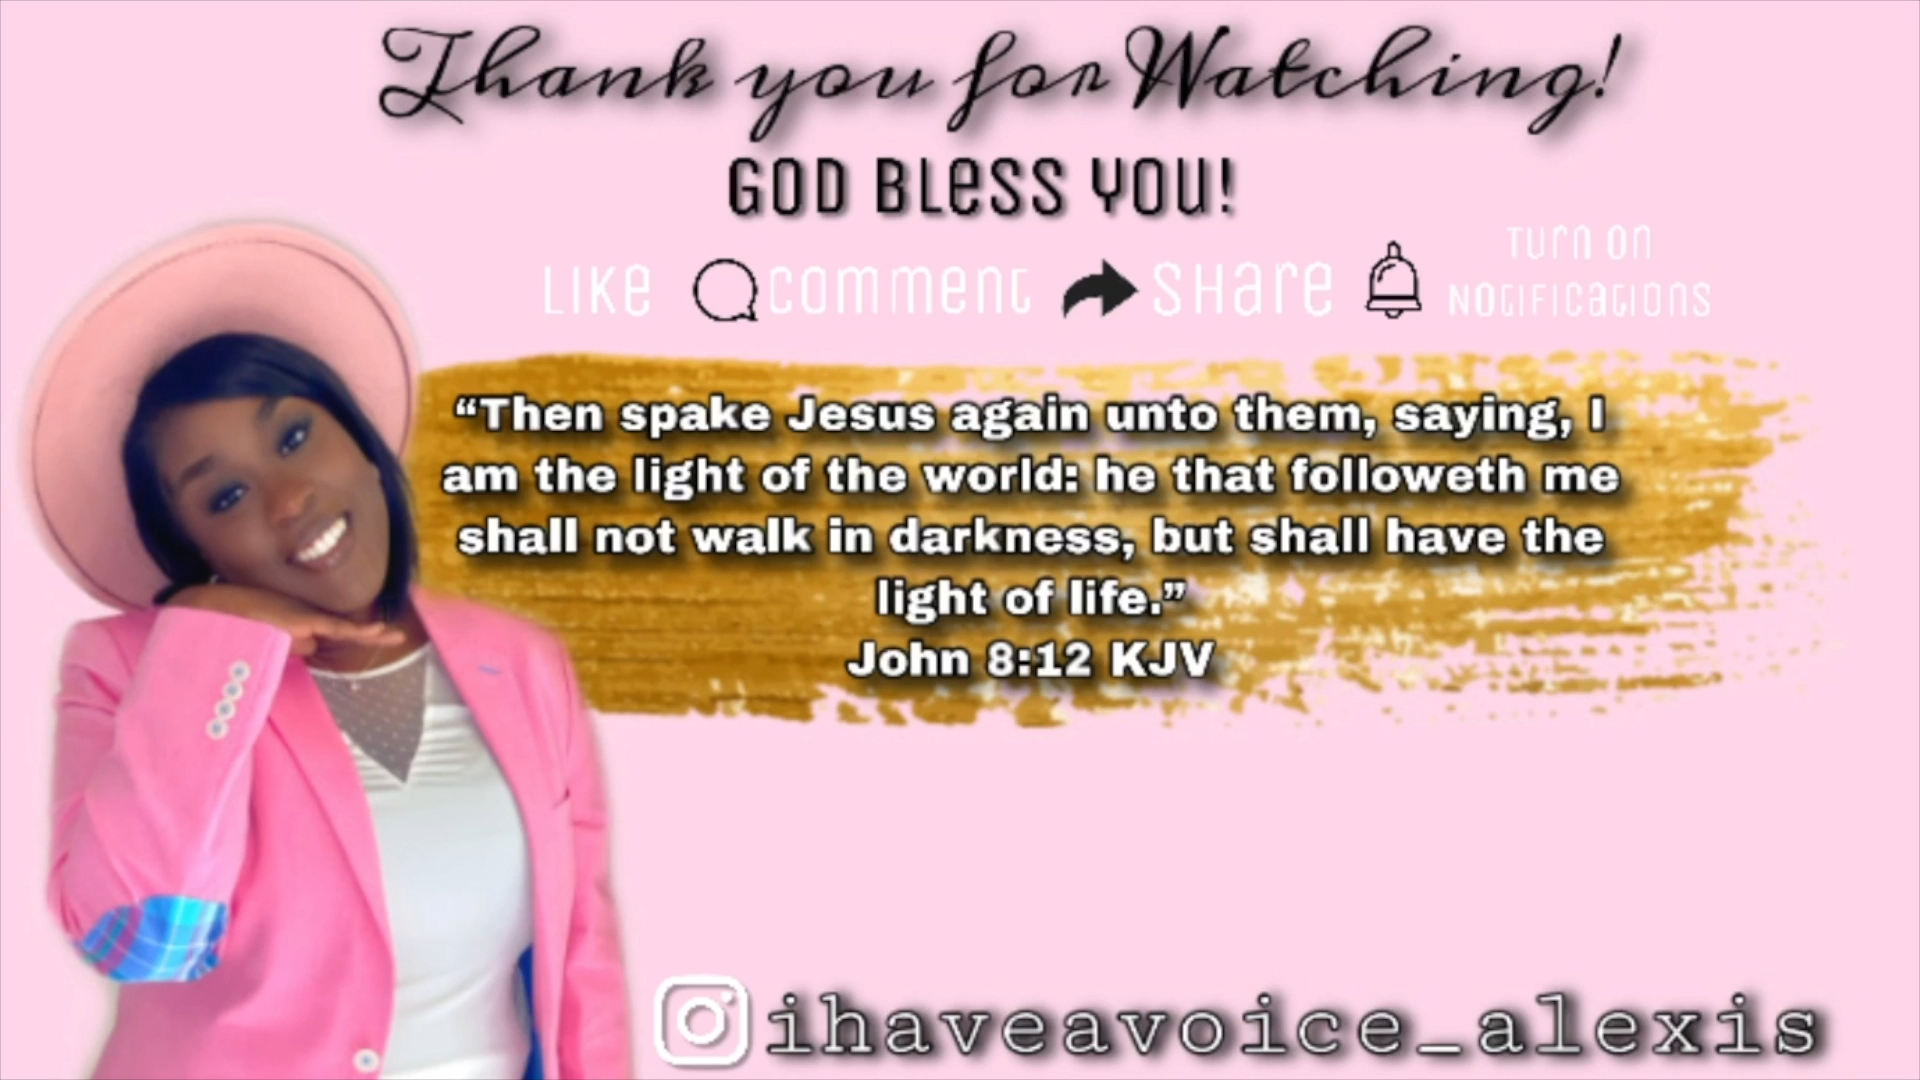 Thank you for Watching!
GOD BLESS YOU!
LIKE COMMENT SHARE TURN ON
NOTIFICATIONS
“Then spake Jesus again unto them, saying, I
am the light of the world: he that followeth me
shall not walk in darkness, but shall have the
light of life.”
John 8:12 KJV
ihaveavoice_alexis